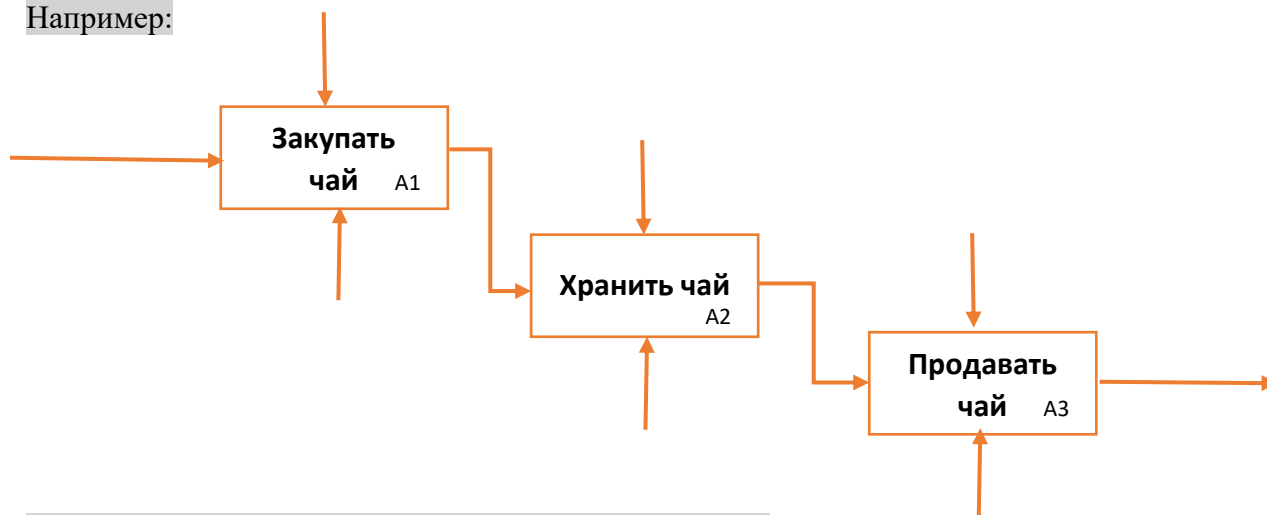 Например:
Закупать
чай А1
Хранить чай
А2
Продавать
чай А3